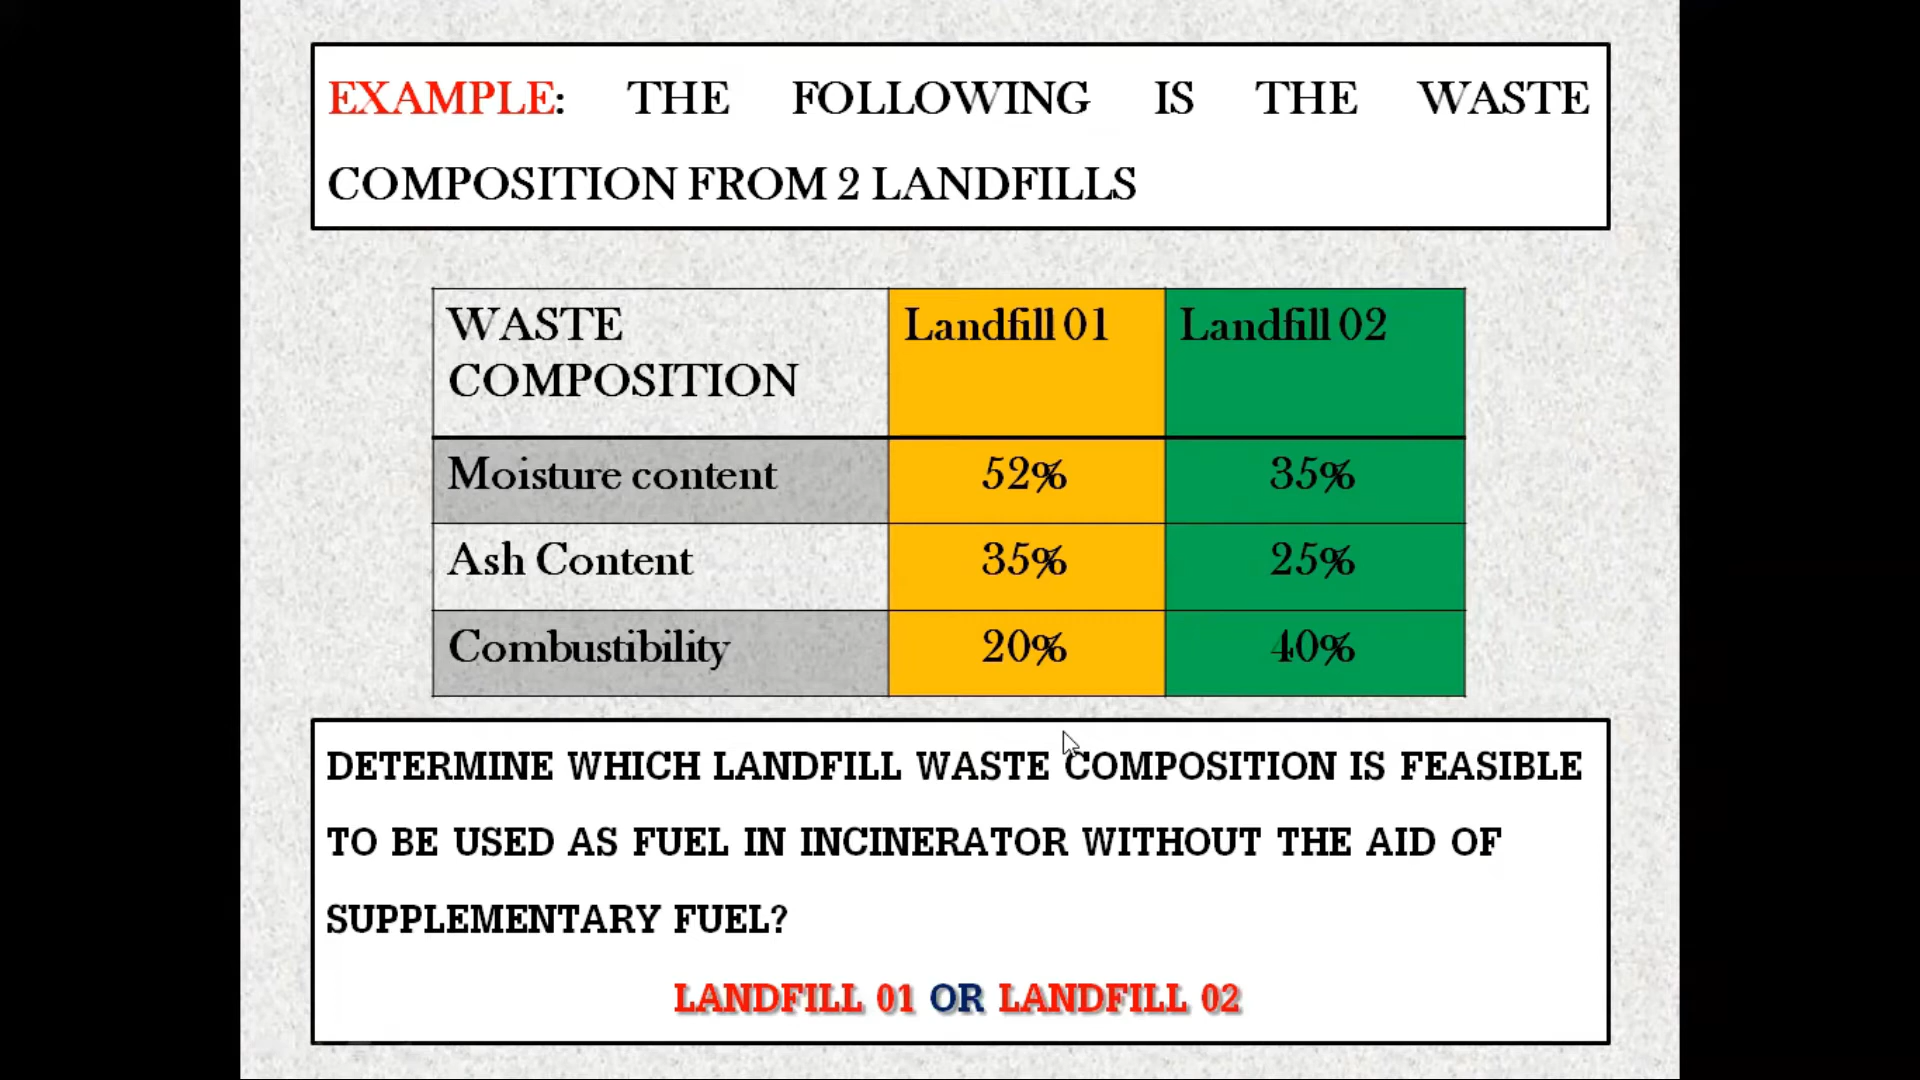 EXAMPLE: THE FOLLOWING IS THE WASTE
COMPOSITION FROM 2 LANDFILLS
WASTE COMPOSITION Landfill 01 Landfill 02
Moisture content 52% 35%
Ash Content 35% 25%
Combustibility 20% 40%
DETERMINE WHICH LANDFILL WASTE COMPOSITION IS FEASIBLE
TO BE USED AS FUEL IN INCINERATOR WITHOUT THE AID OF
SUPPLEMENTARY FUEL?
LANDFILL 01 OR LANDFILL 02